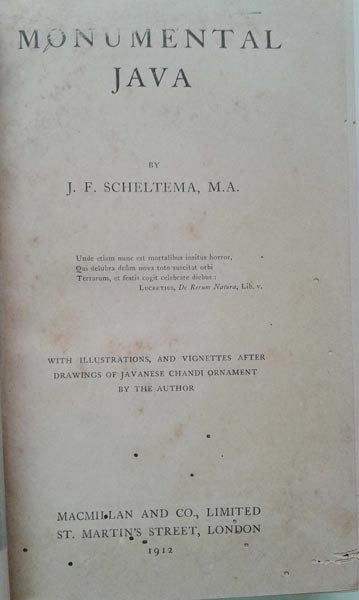 MONUMENTAL
JAVA
BY
J. F. SCHELTEMA, M.A.
Unde etiam nunc est mortalibus insitus horror,
Qui delubra deûm nova toto suscitat orbi
Terrarum, et festis cogit celebrare diebus:
LUCRETIUS, De Rerum Natura, Lib. v.
WITH ILLUSTRATIONS, AND VIGNETTES AFTER
DRAWINGS OF JAVANESE CHANDI ORNAMENT
BY THE AUTHOR
MACMILLAN AND CO., LIMITED
ST. MARTIN'S STREET, LONDON
1912